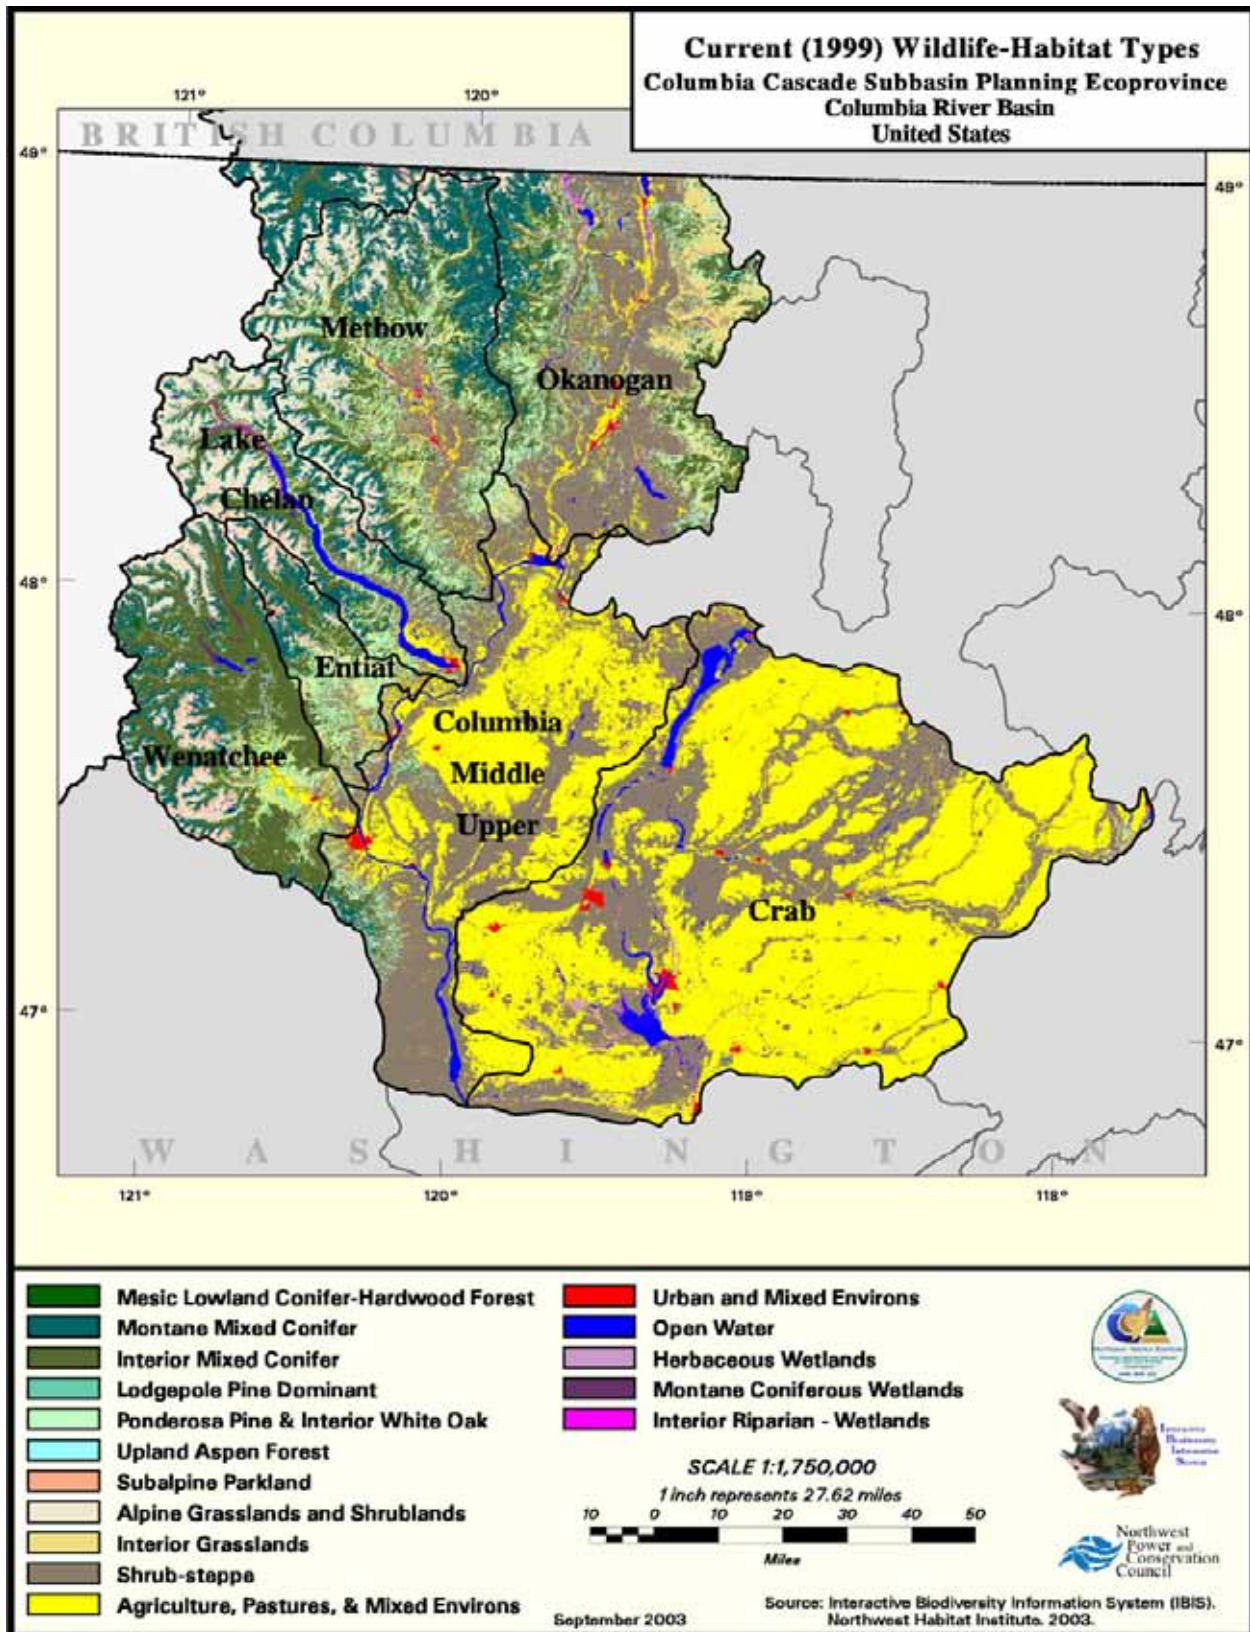 Current (1999) Wildlife-Habitat Types
Columbia Cascade Subbasin Planning Ecoprovince
Columbia River Basin
United States
121°
120°
BRITISH COLUMBIA
49°
49°
Methow
Okanogan
Lake
Chelan
48°
48°
Entiat
Columbia
Wenatchee
Middle
Upper
Crab
47°
47°
WASHINGTON
121°
120°
119°
118°
Mesic Lowland Conifer-Hardwood Forest
Montane Mixed Conifer
Interior Mixed Conifer
Lodgepole Pine Dominant
Ponderosa Pine & Interior White Oak
Upland Aspen Forest
Subalpine Parkland
Alpine Grasslands and Shrublands
Interior Grasslands
Shrub-steppe
Agriculture, Pastures, & Mixed Environs
Urban and Mixed Environs
Open Water
Herbaceous Wetlands
Montane Coniferous Wetlands
Interior Riparian - Wetlands
SCALE 1:1,750,000
1 inch represents 27.62 miles
10 0 10 20 30 40 50
Miles
Interactive
Biodiversity
Information
System
Northwest
Power and
Conservation
Council
September 2003
Source: Interactive Biodiversity Information System (IBIS).
Northwest Habitat Institute. 2003.